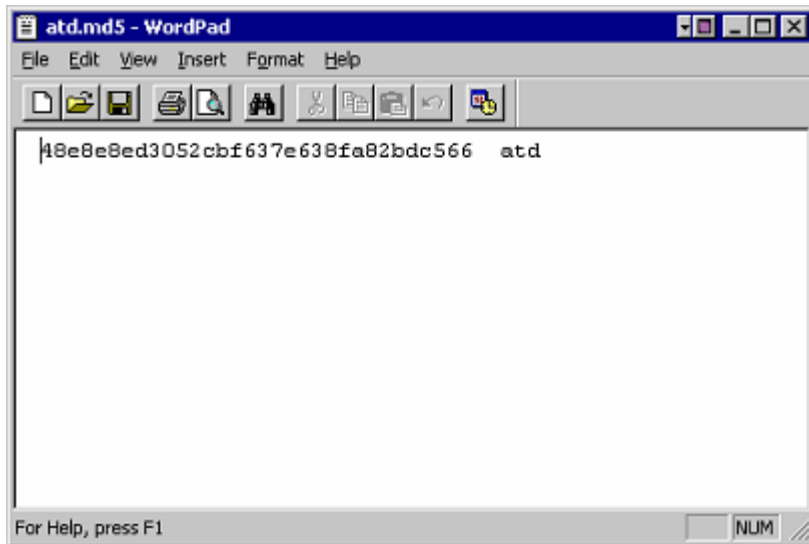 atd.md5 - WordPad
File Edit View Insert Format Help
48e8e8ed3052cbf637e638fa82bdc566  atd
For Help, press F1
NUM